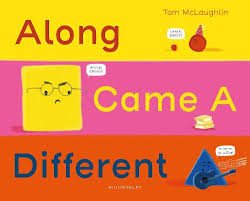 Tom McLaughlin
Along
Came A
Different
BLOOMSBURY